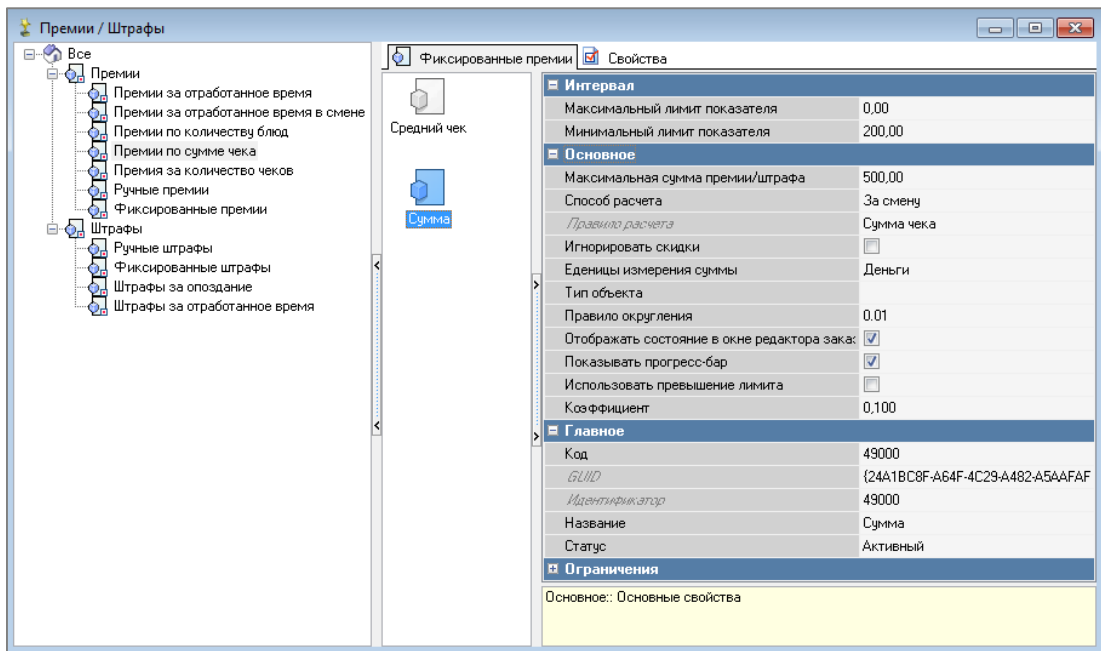 Премии / Штрафы
Все
Премии
Премии за отработанное время
Премии за отработанное время в смене
Премии по количеству блюд
Премии по сумме чека
Премия за количество чеков
Ручные премии
Фиксированные премии
Штрафы
Ручные штрафы
Фиксированные штрафы
Штрафы за опоздание
Штрафы за отработанное время
Фиксированные премии Свойства
Средний чек
Сумма
Интервал
Максимальный лимит показателя 0,00
Минимальный лимит показателя 200,00
Основное
Максимальная сумма премии/штрафа 500,00
Способ расчета За смену
Правило расчета Сумма чека
Игнорировать скидки
Еденицы измерения суммы Деньги
Тип объекта
Правило округления 0.01
Отображать состояние в окне редактора зака:
Показывать прогресс-бар
Использовать превышение лимита
Коэффициент 0,100
Главное
Код 49000
GUID {24A1BC8F-A64F-4C29-A482-A5AAFAF
Идентификатор 49000
Название Сумма
Статус Активный
Ограничения
Основное:: Основные свойства